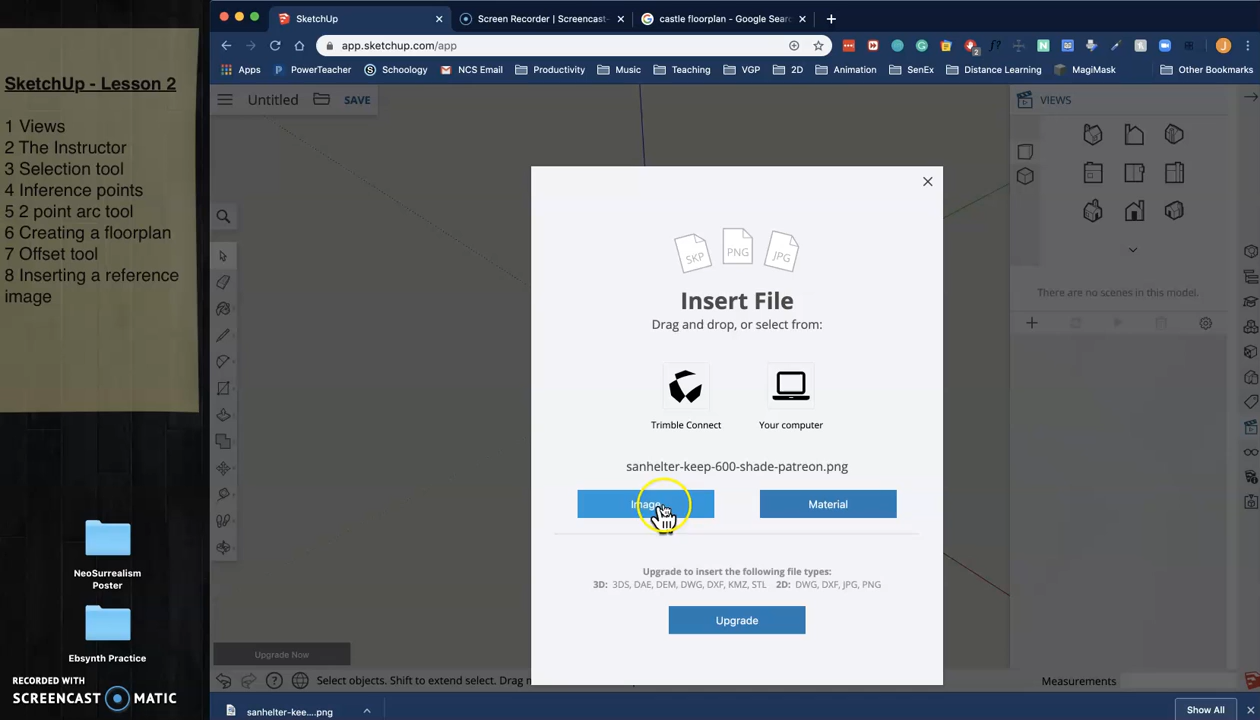 SketchUp
Screen Recorder | Screencast-
castle floorplan - Google Sear
app.sketchup.com/app
Apps
PowerTeacher
Schoology
NCS Email
Productivity
Music
Teaching
VGP
2D
Animation
SenEx
Distance Learning
MagiMask
Other Bookmarks
SketchUp - Lesson 2
1 Views
2 The Instructor
3 Selection tool
4 Inference points
5 2 point arc tool
6 Creating a floorplan
7 Offset tool
8 Inserting a reference
image
Untitled
SAVE
VIEWS
There are no scenes in this model.
SKP
PNG
JPG
Insert File
Drag and drop, or select from:
Trimble Connect
Your computer
sanhelter-keep-600-shade-patreon.png
Image
Material
Upgrade to insert the following file types:
3D: 3DS, DAE, DEM, DWG, DXF, KMZ, STL 2D: DWG, DXF, JPG, PNG
Upgrade
NeoSurrealism
Poster
Ebsynth Practice
RECORDED WITH
SCREENCAST MATIC
Upgrade Now
Select objects. Shift to extend select. Drag m
Measurements
sanhelter-kee....png
Show All